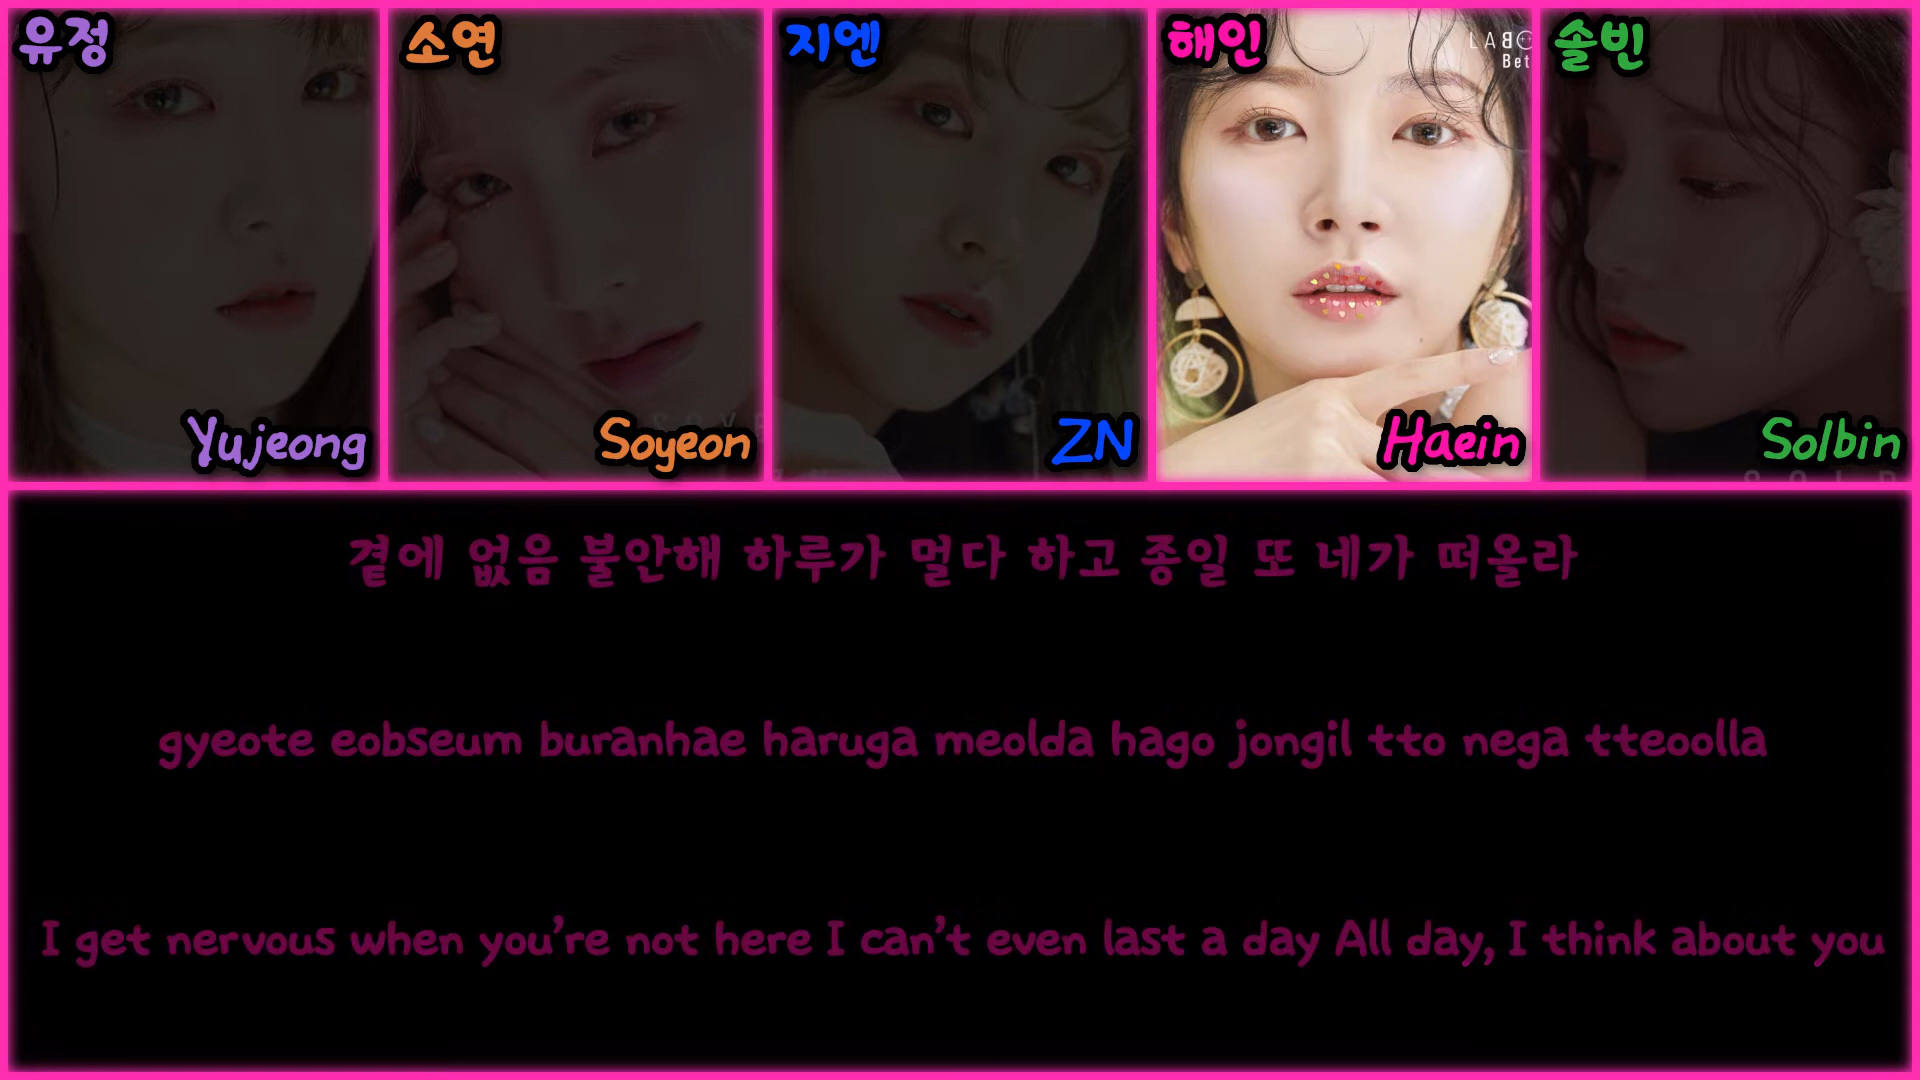 유정
소연
지엔
해인
솔빈
Bet
Yujeong
Soyeon
ZN
Haein
Solbin
곁에 없음 불안해 하루가 멀다 하고 종일 또 네가 떠올라
gyeote eobseum buranhae haruga meolda hago jongil tto nega tteoolla
I get nervous when you’re not here I can’t even last a day All day, I think about you